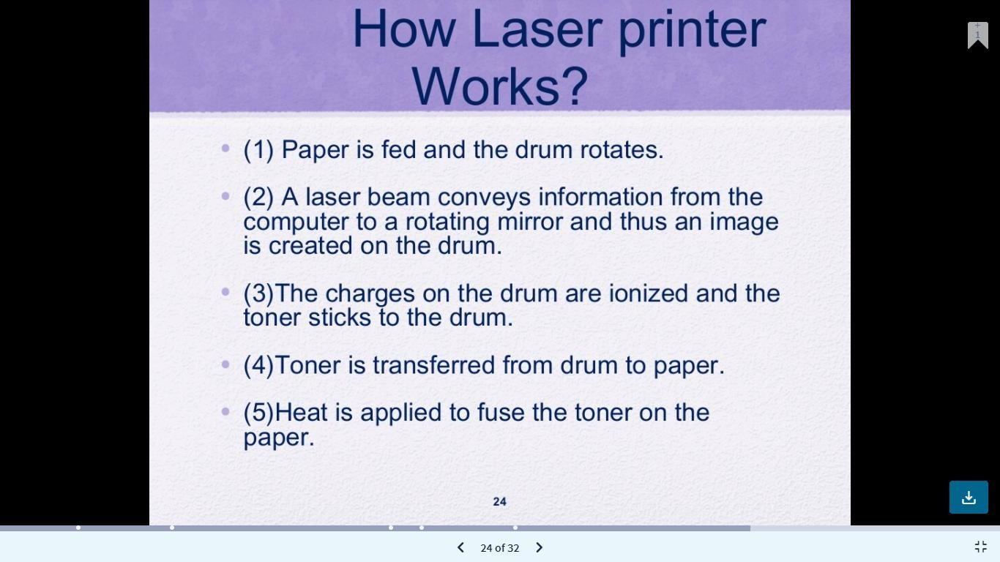 How Laser printer
Works?
+
1
• (1) Paper is fed and the drum rotates.
• (2) A laser beam conveys information from the
computer to a rotating mirror and thus an image
is created on the drum.
• (3)The charges on the drum are ionized and the
toner sticks to the drum.
• (4)Toner is transferred from drum to paper.
• (5)Heat is applied to fuse the toner on the
paper.
24
24 of 32